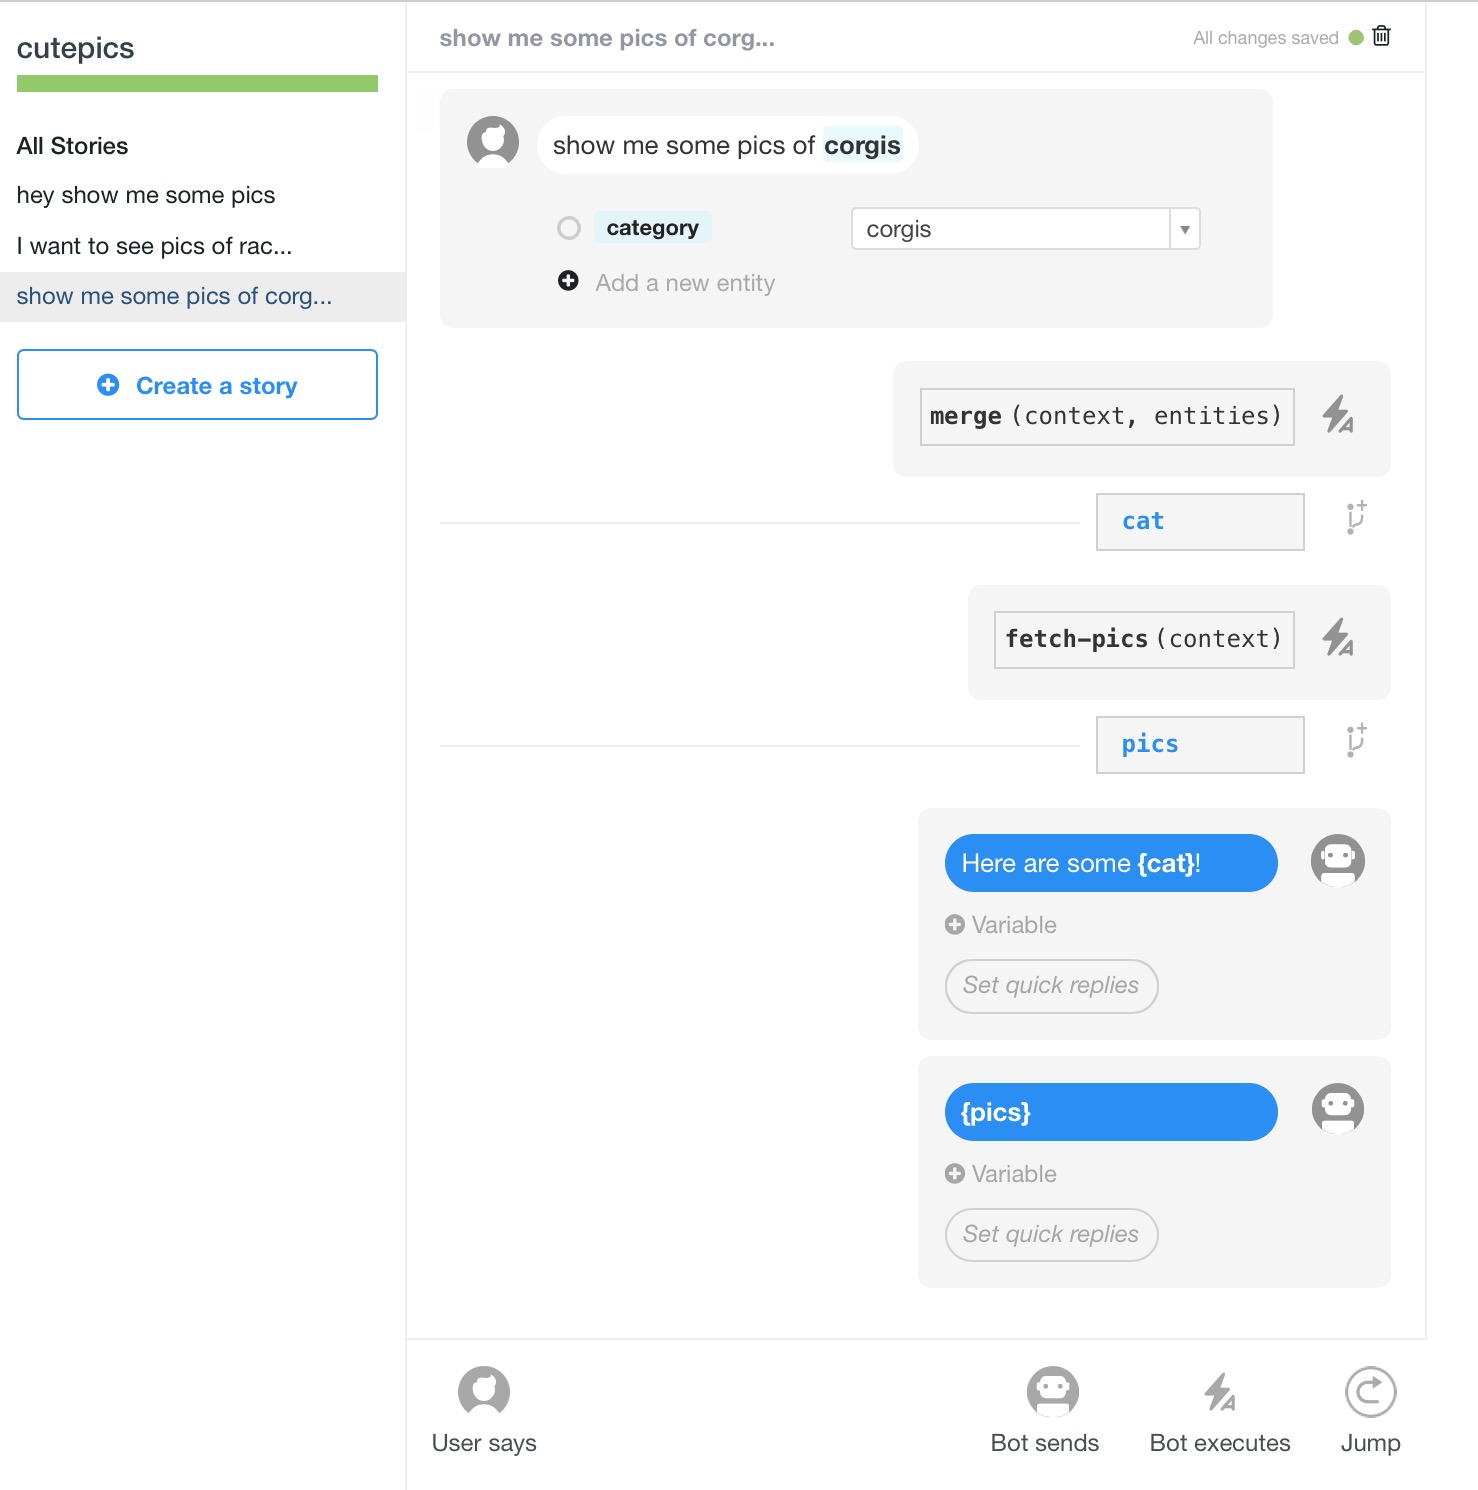 cutepics
All Stories
hey show me some pics
I want to see pics of rac...
show me some pics of corg...
Create a story
show me some pics of corg...
All changes saved
show me some pics of corgis
category
corgis
Add a new entity
merge (context, entities)
cat
fetch-pics (context)
pics
Here are some {cat}!
Variable
Set quick replies
{pics}
Variable
Set quick replies
User says
Bot sends
Bot executes
Jump